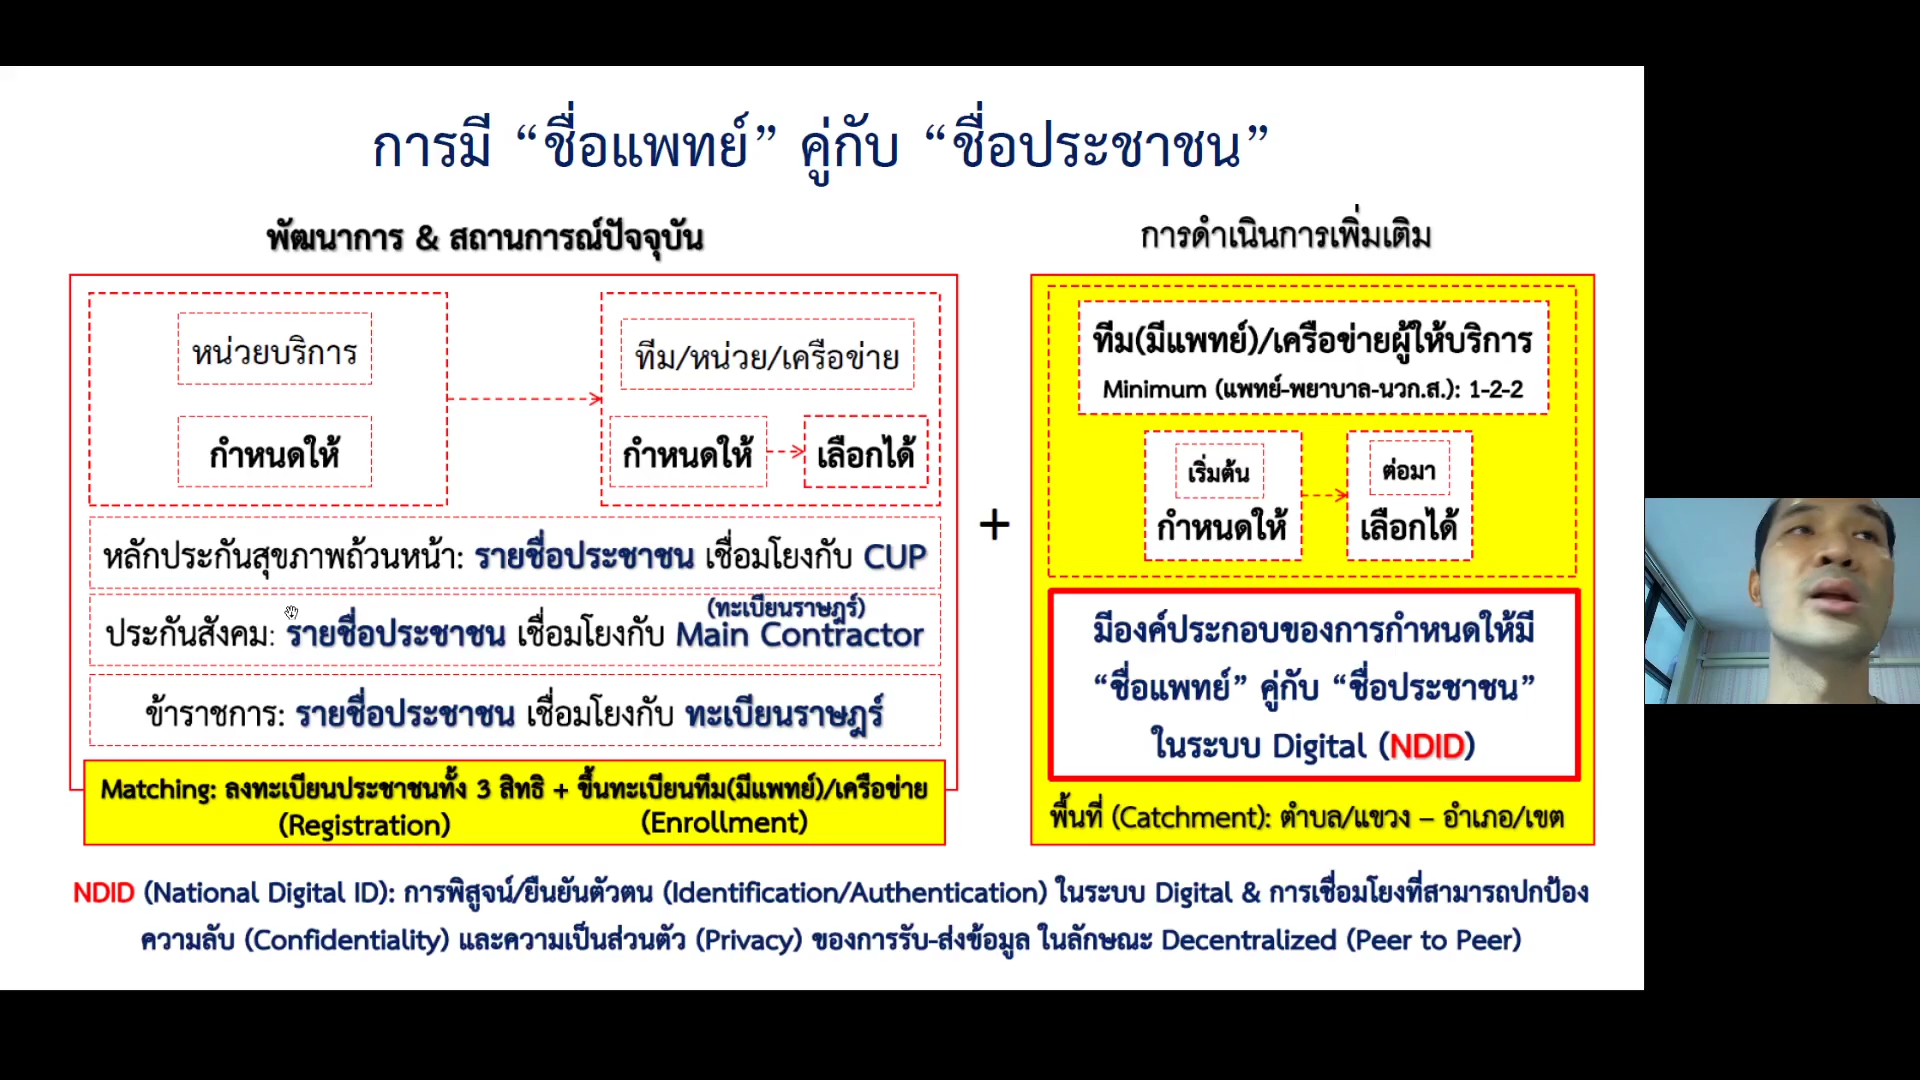 การมี “ชื่อแพทย์” คู่กับ “ชื่อประชาชน”
พัฒนาการ & สถานการณ์ปัจจุบัน
หน่วยบริการ
กำหนดให้
ทีม/หน่วย/เครือข่าย
กำหนดให้
เลือกได้
หลักประกันสุขภาพถ้วนหน้า: รายชื่อประชาชน เชื่อมโยงกับ CUP
(ทะเบียนราษฎร์)
ประกันสังคม: รายชื่อประชาชน เชื่อมโยงกับ Main Contractor
ข้าราชการ: รายชื่อประชาชน เชื่อมโยงกับ ทะเบียนราษฎร์
Matching: ลงทะเบียนประชาชนทั้ง 3 สิทธิ + ขึ้นทะเบียนทีม(มีแพทย์)/เครือข่าย
(Registration) (Enrollment)
+
การดำเนินการเพิ่มเติม
ทีม(มีแพทย์)/เครือข่ายผู้ให้บริการ
Minimum (แพทย์-พยาบาล-นวก.ส.): 1-2-2
เริ่มต้น
กำหนดให้
ต่อมา
เลือกได้
มีองค์ประกอบของการกำหนดให้มี
“ชื่อแพทย์” คู่กับ “ชื่อประชาชน”
ในระบบ Digital (NDID)
พื้นที่ (Catchment): ตำบล/แขวง – อำเภอ/เขต
NDID (National Digital ID): การพิสูจน์/ยืนยันตัวตน (Identification/Authentication) ในระบบ Digital & การเชื่อมโยงที่สามารถปกป้อง
ความลับ (Confidentiality) และความเป็นส่วนตัว (Privacy) ของการรับ-ส่งข้อมูล ในลักษณะ Decentralized (Peer to Peer)